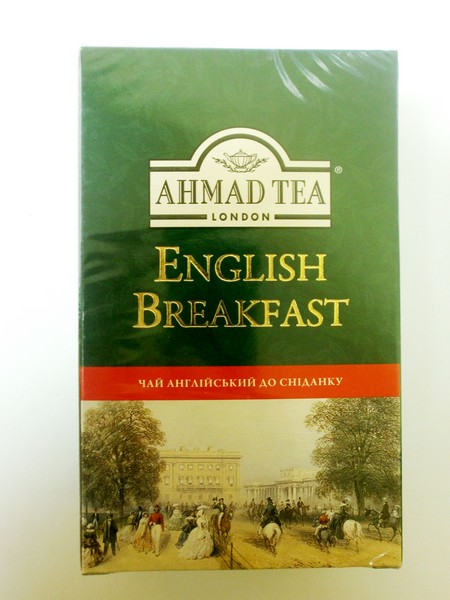 AHMAD TEA®
LONDON
ENGLISH
BREAKFAST
ЧАЙ АНГЛІЙСЬКИЙ ДО СНІДАНКУ